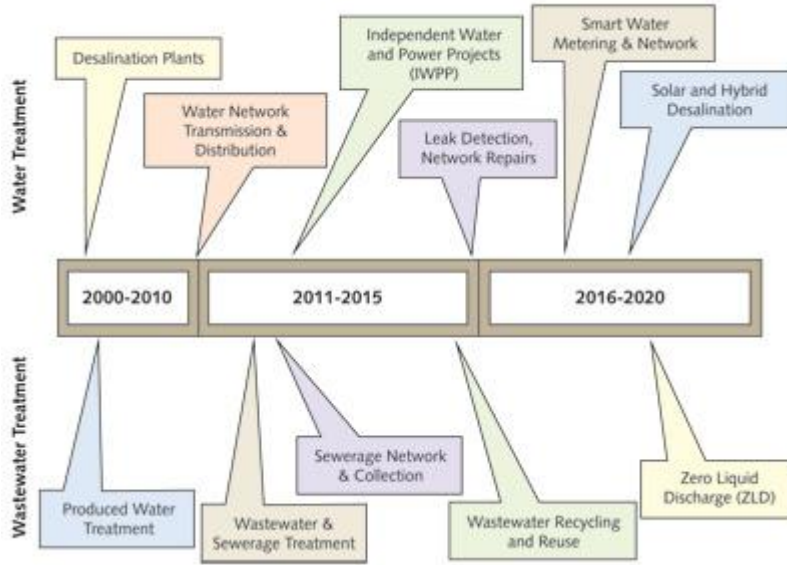 Water Treatment
Desalination Plants
Water Network
Transmission &
Distribution
Independent Water
and Power Projects
(IWPP)
Leak Detection,
Network Repairs
Smart Water
Metering & Network
Solar and Hybrid
Desalination
2000-2010
2011-2015
2016-2020
Wastewater Treatment
Produced Water
Treatment
Wastewater &
Sewerage Treatment
Sewerage Network
& Collection
Wastewater Recycling
and Reuse
Zero Liquid
Discharge (ZLD)